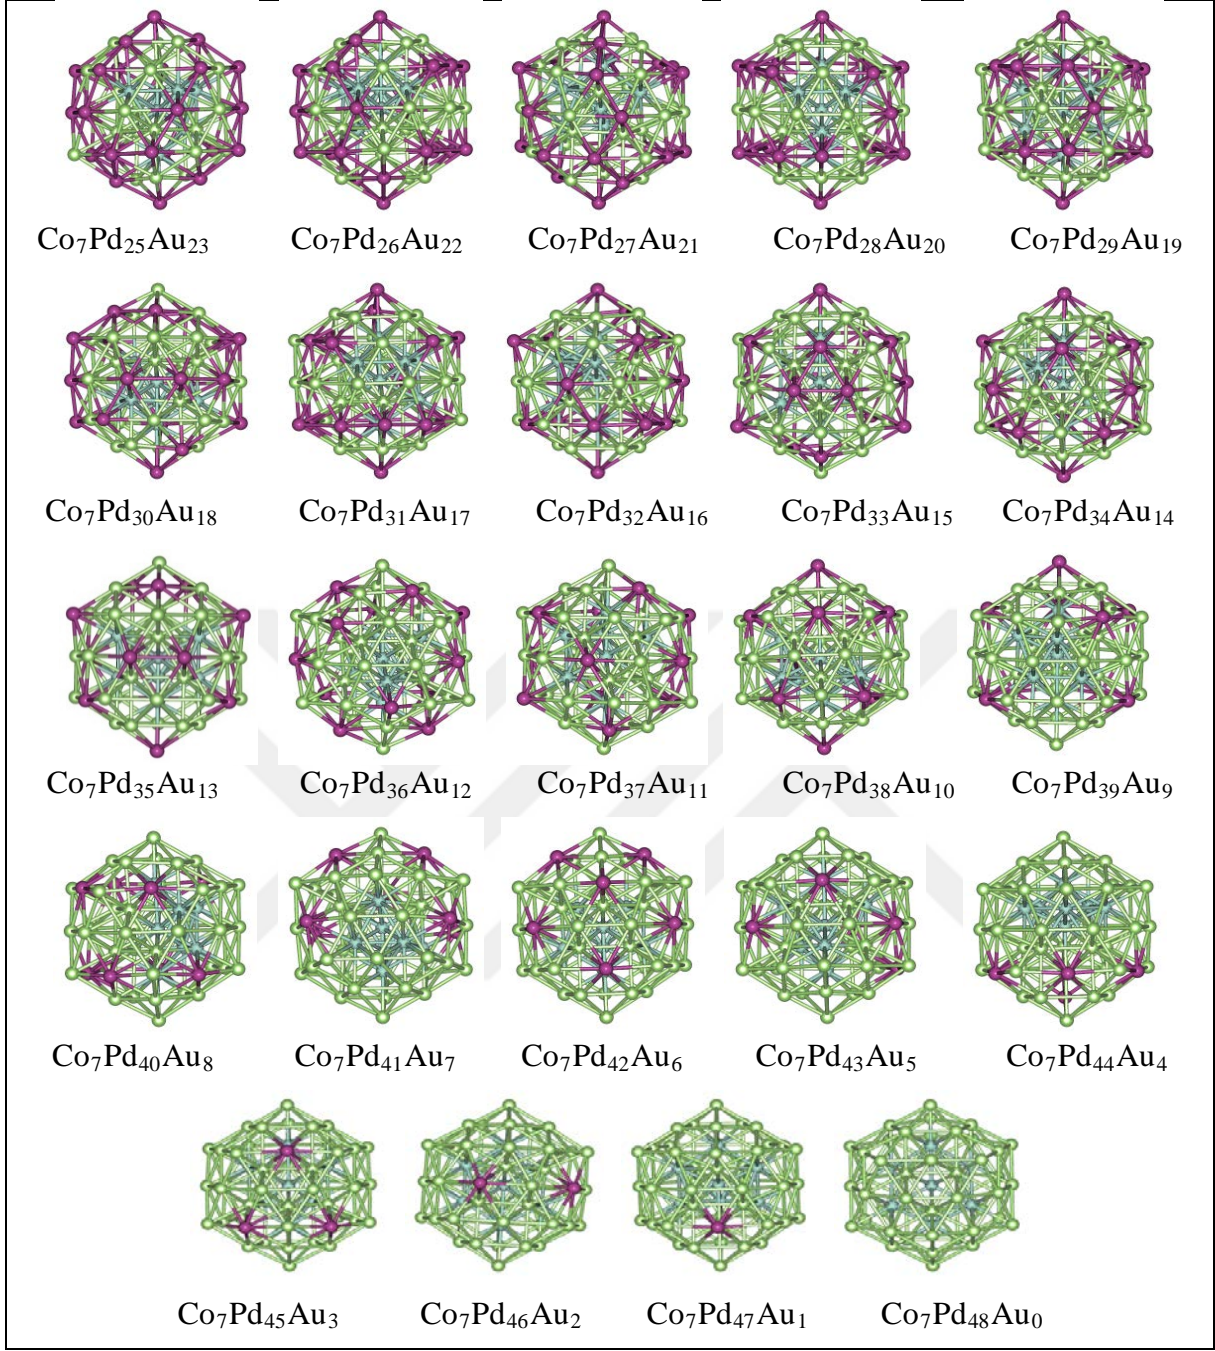 Co₇Pd₂₅Au₂₃ Co₇Pd₂₆Au₂₂ Co₇Pd₂₇Au₂₁ Co₇Pd₂₈Au₂₀ Co₇Pd₂₉Au₁₉
Co₇Pd₃₀Au₁₈ Co₇Pd₃₁Au₁₇ Co₇Pd₃₂Au₁₆ Co₇Pd₃₃Au₁₅ Co₇Pd₃₄Au₁₄
Co₇Pd₃₅Au₁₃ Co₇Pd₃₆Au₁₂ Co₇Pd₃₇Au₁₁ Co₇Pd₃₈Au₁₀ Co₇Pd₃₉Au₉
Co₇Pd₄₀Au₈ Co₇Pd₄₁Au₇ Co₇Pd₄₂Au₆ Co₇Pd₄₃Au₅ Co₇Pd₄₄Au₄
Co₇Pd₄₅Au₃ Co₇Pd₄₆Au₂ Co₇Pd₄₇Au₁ Co₇Pd₄₈Au₀